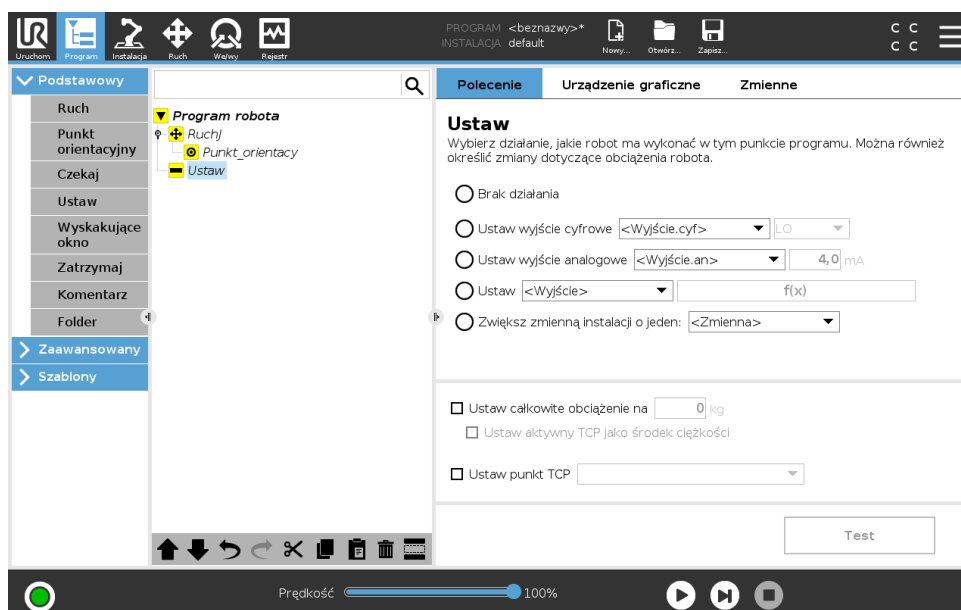 PROGRAM <beznazwy>*
INSTALACJA default
Uruchom Program Instalacja Ruch We/wy Rejestr Nowy... Otwórz... Zapisz...
C C
C C
Podstawowy
Ruch
Punkt
orientacyjny
Czekaj
Ustaw
Wyskakujące
okno
Zatrzymaj
Komentarz
Folder
Zaawansowany
Szablony
Program robota
RuchJ
Punkt_orientacy
Ustaw
Polecenie Urządzenie graficzne Zmienne
Ustaw
Wybierz działanie, jakie robot ma wykonać w tym punkcie programu. Można również
określić zmiany dotyczące obciążenia robota.
Brak działania
Ustaw wyjście cyfrowe <Wyjście.cyf> LO
Ustaw wyjście analogowe <Wyjście.an> 4,0 mA
Ustaw <Wyjście> f(x)
Zwiększ zmienną instalacji o jeden: <Zmienna>
Ustaw całkowite obciążenie na 0 kg
Ustaw aktywny TCP jako środek ciężkości
Ustaw punkt TCP
Test
Prędkość 100%